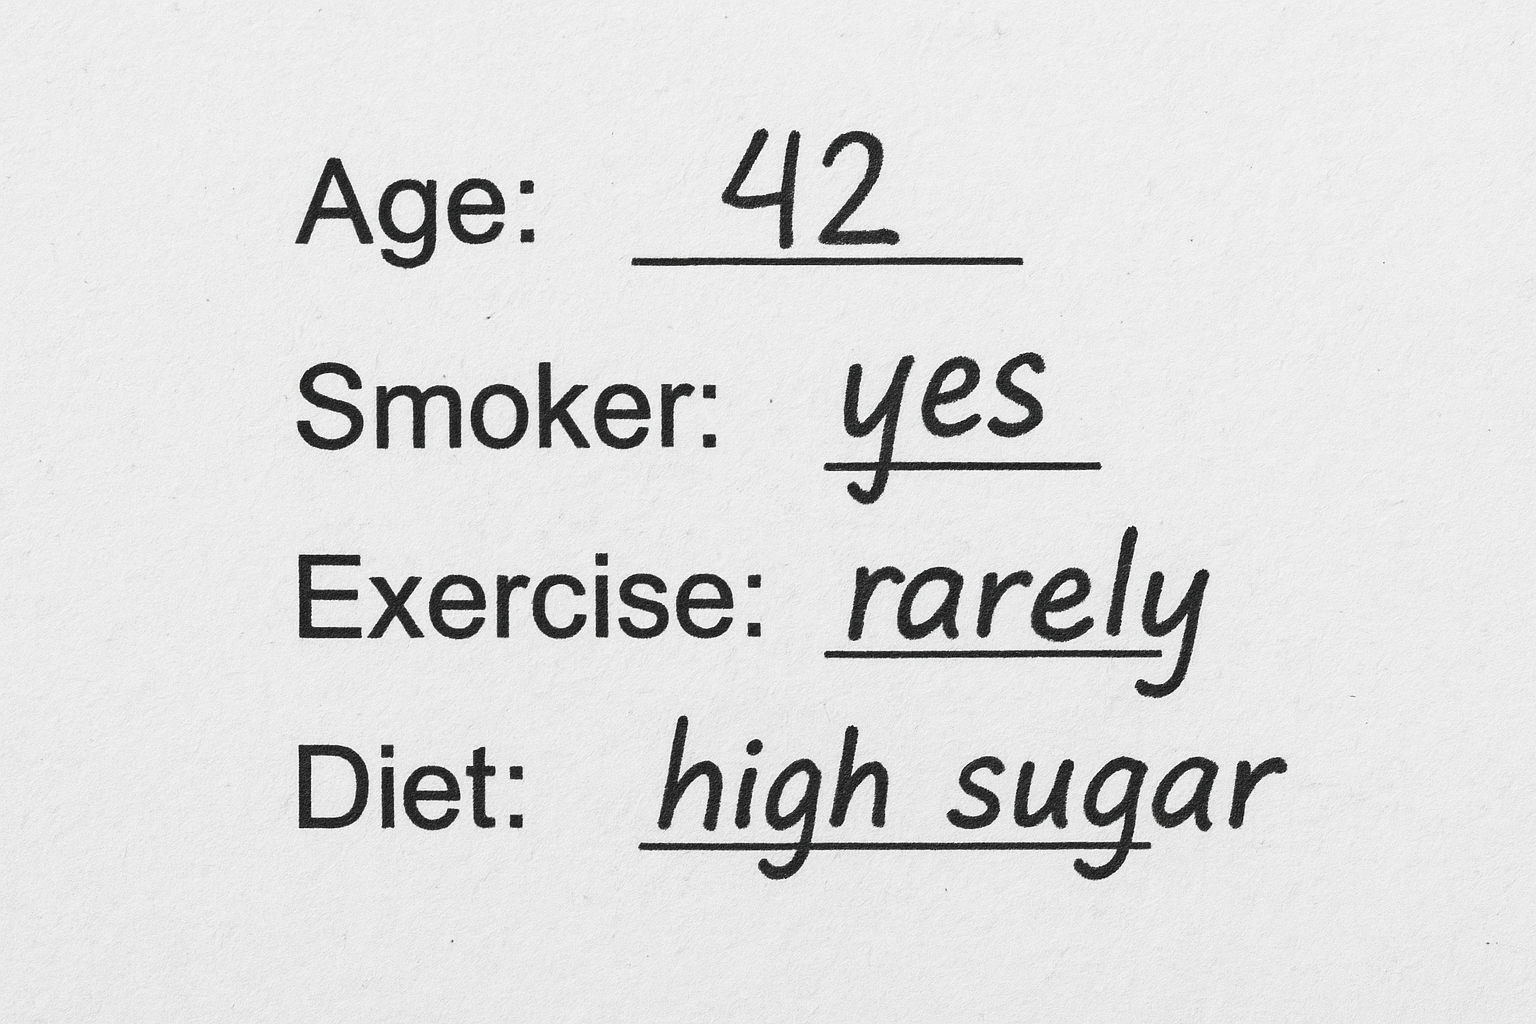 Age: 42
Smoker: yes
Exercise: rarely
Diet: high sugar